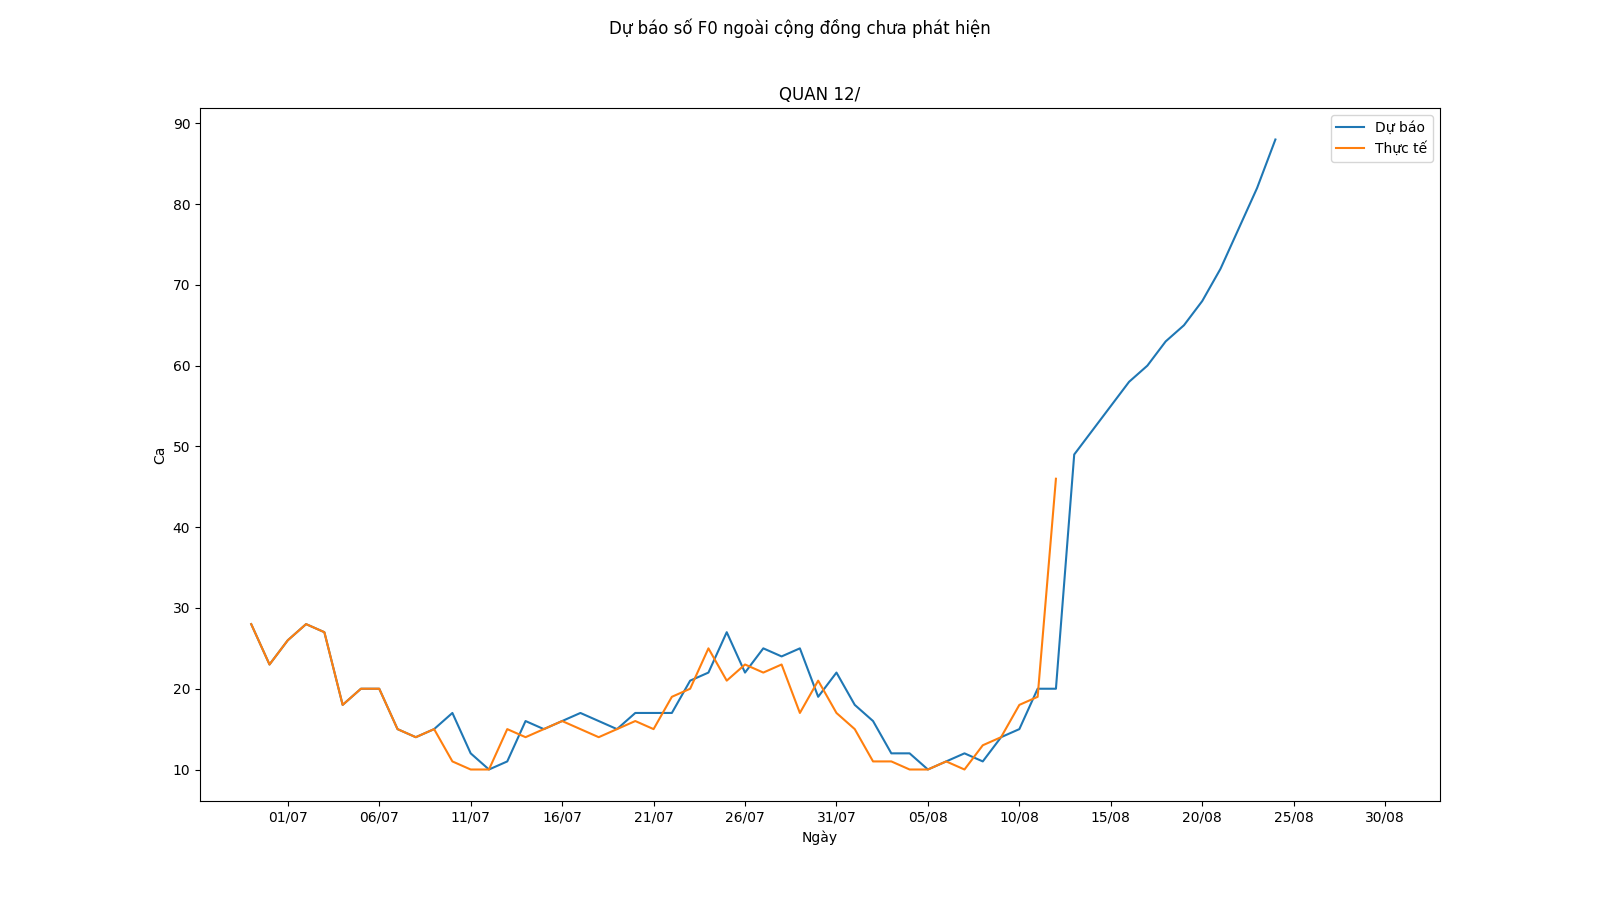 Dự báo số F0 ngoài cộng đồng chưa phát hiện
QUAN 12/
Dự báo
Thực tế
90
80
70
60
50
40
30
20
10
Ca
01/07 06/07 11/07 16/07 21/07 26/07 31/07 05/08 10/08 15/08 20/08 25/08 30/08
Ngày